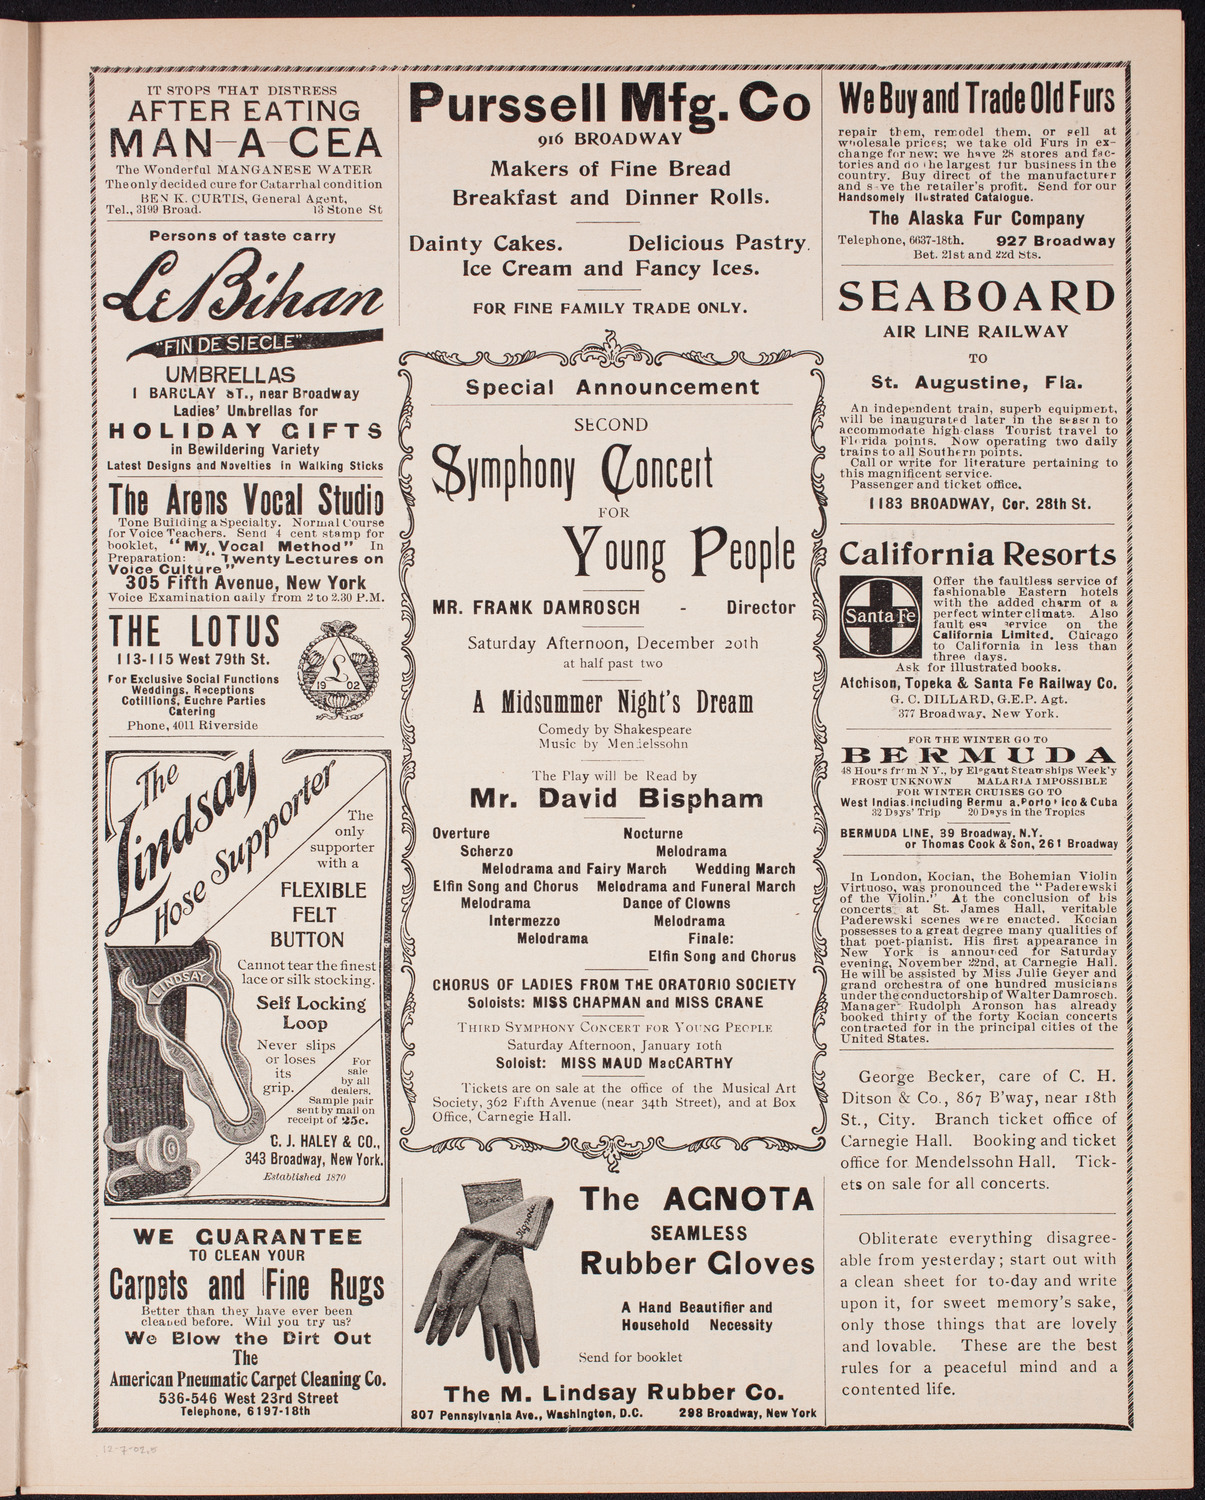 IT STOPS THAT DISTRESS
AFTER EATING
MAN-A-CEA
The Wonderful MANGANESE WATER
The only decided cure for Catarrhal condition
BEN K. CURTIS, General Agent,
Tel., 3199 Broad. 13 Stone St
Persons of taste carry
Le Bihan
"FIN DE SIECLE"
UMBRELLAS
1 BARCLAY ST., near Broadway
Ladies' Umbrellas for
HOLIDAY GIFTS
in Bewildering Variety
Latest Designs and Novelties in Walking Sticks
The Arens Vocal Studio
Tone Building a Specialty. Normal Course
for Voice Teachers. Send 4 cent stamp for
booklet, "My Vocal Method" In
Preparation: "Twenty Lectures on
Voice Culture"
305 Fifth Avenue, New York
Voice Examination daily from 2 to 2.30 P.M.
THE LOTUS
113-115 West 79th St.
For Exclusive Social Functions
Weddings, Receptions
Cotillions, Euchre Parties
Catering
Phone, 4011 Riverside
L
1902
The
Lindsay
Hose Supporter
The
only
supporter
with a
FLEXIBLE
FELT
BUTTON
Cannot tear the finest
lace or silk stocking.
Self Locking
Loop
Never slips
or loses
its
grip.
For
sale
by all
dealers.
Sample pair
sent by mail on
receipt of 25c.
C. J. HALEY & CO.,
343 Broadway, New York.
Established 1870
LINDSAY
WE GUARANTEE
TO CLEAN YOUR
Carpets and Fine Rugs
Better than they have ever been
cleaned before. Will you try us?
We Blow the Dirt Out
The
American Pneumatic Carpet Cleaning Co.
536-546 West 23rd Street
Telephone, 6197-18th
Purssell Mfg. Co
916 BROADWAY
Makers of Fine Bread
Breakfast and Dinner Rolls.
Dainty Cakes. Delicious Pastry.
Ice Cream and Fancy Ices.
FOR FINE FAMILY TRADE ONLY.
Special Announcement
SECOND
Symphony Concert
FOR
Young People
MR. FRANK DAMROSCH - Director
Saturday Afternoon, December 20th
at half past two
A Midsummer Night's Dream
Comedy by Shakespeare
Music by Mendelssohn
The Play will be Read by
Mr. David Bispham
Overture Nocturne
Scherzo Melodrama
Melodrama and Fairy March Wedding March
Elfin Song and Chorus Melodrama and Funeral March
Melodrama Dance of Clowns
Intermezzo Melodrama
Melodrama Finale:
Elfin Song and Chorus
CHORUS OF LADIES FROM THE ORATORIO SOCIETY
Soloists: MISS CHAPMAN and MISS CRANE
THIRD SYMPHONY CONCERT FOR YOUNG PEOPLE
Saturday Afternoon, January 10th
Soloist: MISS MAUD MacCARTHY
Tickets are on sale at the office of the Musical Art
Society, 362 Fifth Avenue (near 34th Street), and at Box
Office, Carnegie Hall.
The AGNOTA
SEAMLESS
Rubber Gloves
A Hand Beautifier and
Household Necessity
Send for booklet
The M. Lindsay Rubber Co.
807 Pennsylvania Ave., Washington, D.C. 298 Broadway, New York
We Buy and Trade Old Furs
repair them, remodel them, or sell at
wholesale prices; we take old Furs in ex-
change for new; we have 28 stores and fac-
tories and do the largest fur business in the
country. Buy direct of the manufacturer
and save the retailer's profit. Send for our
Handsomely Illustrated Catalogue.
The Alaska Fur Company
Telephone, 6637-18th. 927 Broadway
Bet. 21st and 22d Sts.
SEABOARD
AIR LINE RAILWAY
TO
St. Augustine, Fla.
An independent train, superb equipment,
will be inaugurated later in the season to
accommodate high-class Tourist travel to
Florida points. Now operating two daily
trains to all Southern points.
Call or write for literature pertaining to
this magnificent service.
Passenger and ticket office,
1183 BROADWAY, Cor. 28th St.
California Resorts
Santa Fe
Offer the faultless service of
fashionable Eastern hotels
with the added charm of a
perfect winter climate. Also
faultless service on the
California Limited. Chicago
to California in less than
three days.
Ask for illustrated books.
Atchison, Topeka & Santa Fe Railway Co.
G. C. DILLARD, G.E.P. Agt.
377 Broadway, New York.
FOR THE WINTER GO TO
BERMUDA
48 Hours from N Y., by Elegant Steamships Week'y
FROST UNKNOWN MALARIA IMPOSSIBLE
FOR WINTER CRUISES GO TO
West Indias, including Bermuda, Porto Rico & Cuba
32 Days' Trip 20 Days in the Tropics
BERMUDA LINE, 39 Broadway, N.Y.
or Thomas Cook & Son, 261 Broadway
In London, Kocian, the Bohemian Violin
Virtuoso, was pronounced the "Paderewski
of the Violin." At the conclusion of his
concerts at St. James Hall, veritable
Paderewski scenes were enacted. Kocian
possesses to a great degree many qualities of
that poet-pianist. His first appearance in
New York is announced for Saturday
evening, November 22nd, at Carnegie Hall.
He will be assisted by Miss Julie Geyer and
grand orchestra of one hundred musicians
under the conductorship of Walter Damrosch.
Manager Rudolph Aronson has already
booked thirty of the forty Kocian concerts
contracted for in the principal cities of the
United States.
George Becker, care of C. H.
Ditson & Co., 867 B'way, near 18th
St., City. Branch ticket office of
Carnegie Hall. Booking and ticket
office for Mendelssohn Hall. Tick-
ets on sale for all concerts.
Obliterate everything disagree-
able from yesterday; start out with
a clean sheet for to-day and write
upon it, for sweet memory's sake,
only those things that are lovely
and lovable. These are the best
rules for a peaceful mind and a
contented life.
12-7-02.5